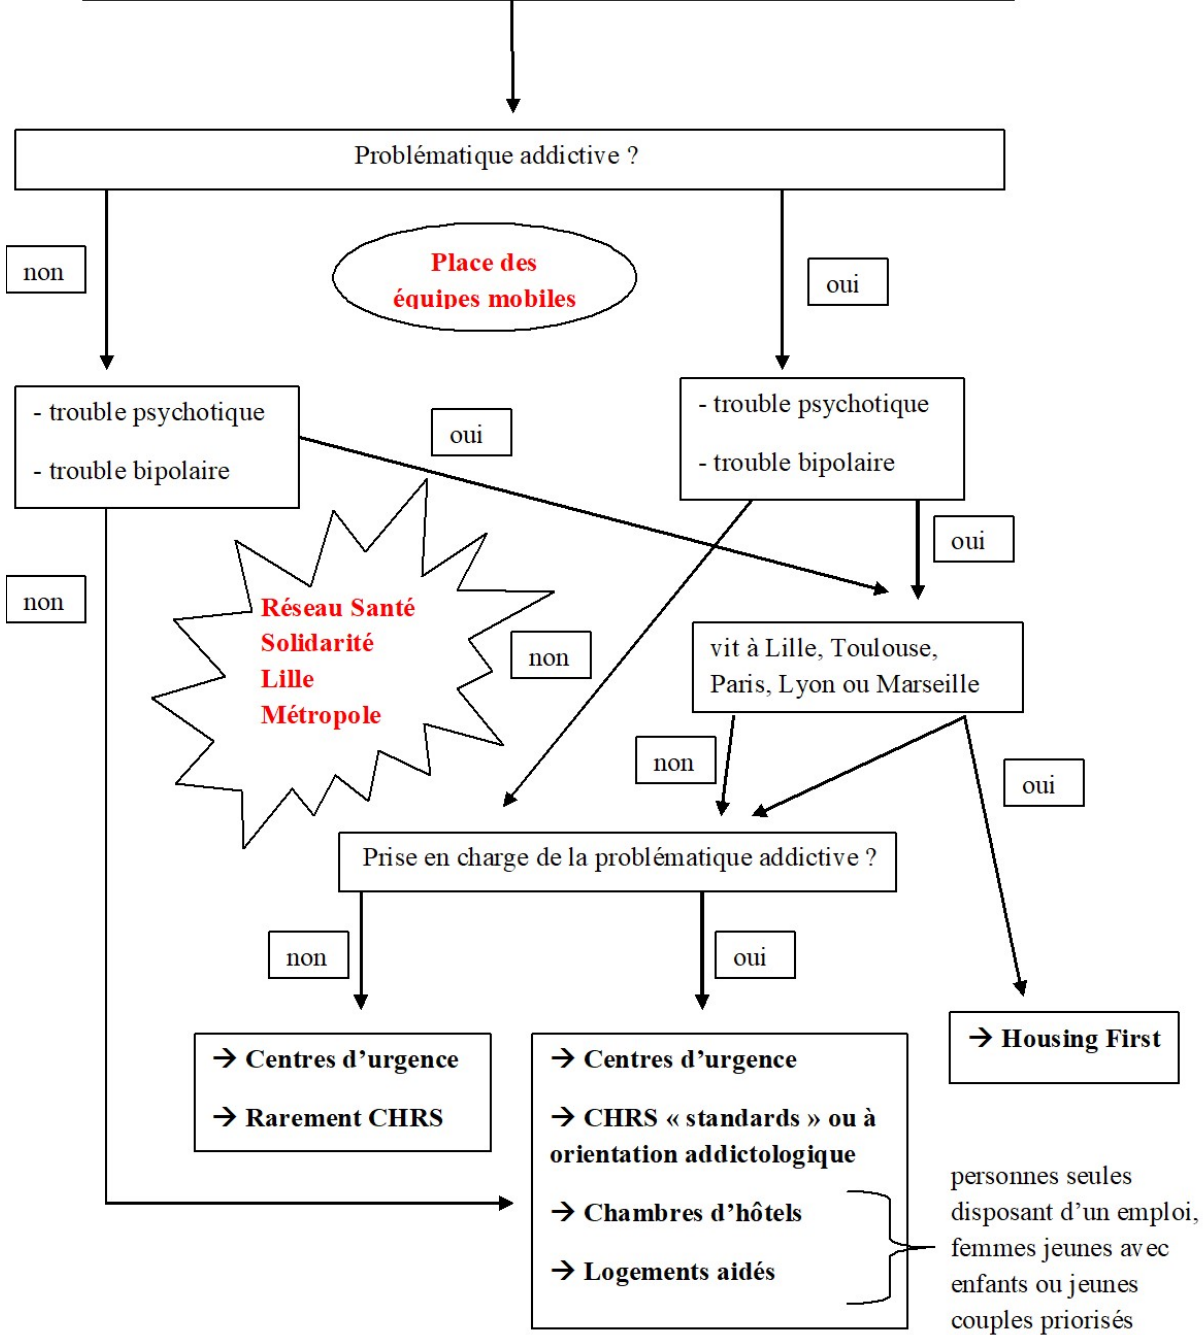 Problématique addictive ?
non
Place des
équipes mobiles
oui
- trouble psychotique
- trouble bipolaire
oui
- trouble psychotique
- trouble bipolaire
oui
non
Réseau Santé
Solidarité
Lille
Métropole
non
vit à Lille, Toulouse,
Paris, Lyon ou Marseille
non
oui
Prise en charge de la problématique addictive ?
non
oui
→ Centres d’urgence
→ Rarement CHRS
→ Centres d’urgence
→ CHRS « standards » ou à
orientation addictologique
→ Chambres d’hôtels
→ Logements aidés
→ Housing First
personnes seules
disposant d’un emploi,
femmes jeunes avec
enfants ou jeunes
couples priorisés